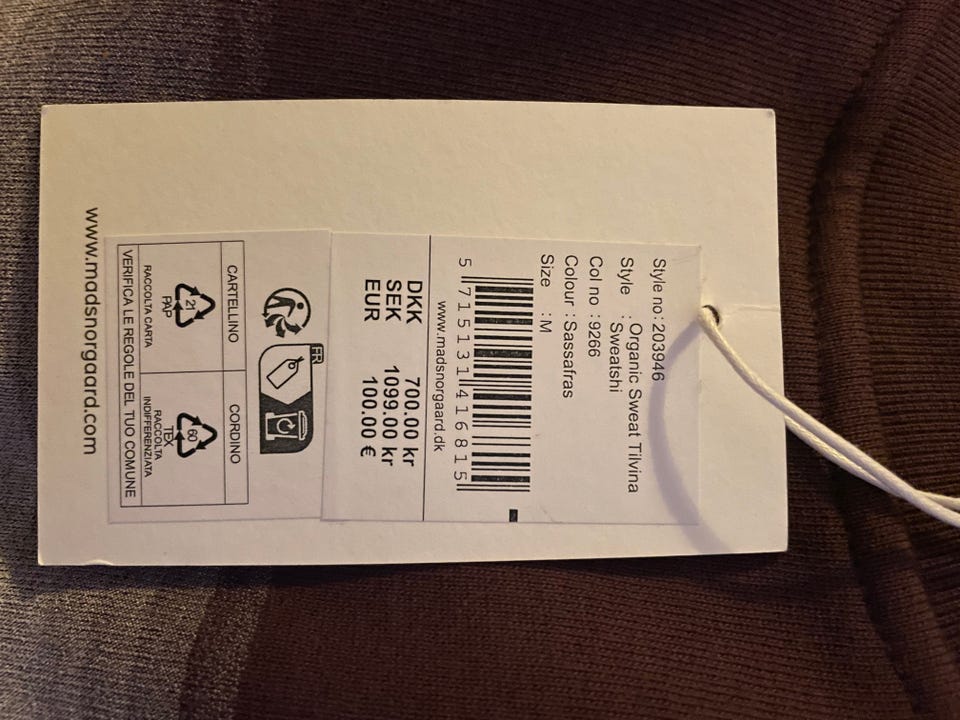 Style no: 203946
Style : Organic Sweat Tilvina
Sweatshi
Col no : 9266
Colour : Sassafras
Size : M
5 715131 416815
www.madsnorgaard.dk
DKK 700.00 kr
SEK 1099.00 kr
EUR 100.00 €
FR
CARTELLINO CORDINO
21
PAP
60
TEX
RACCOLTA CARTA
RACCOLTA
INDIFFERENZIATA
VERIFICA LE REGOLE DEL TUO COMUNE
www.madsnorgaard.com